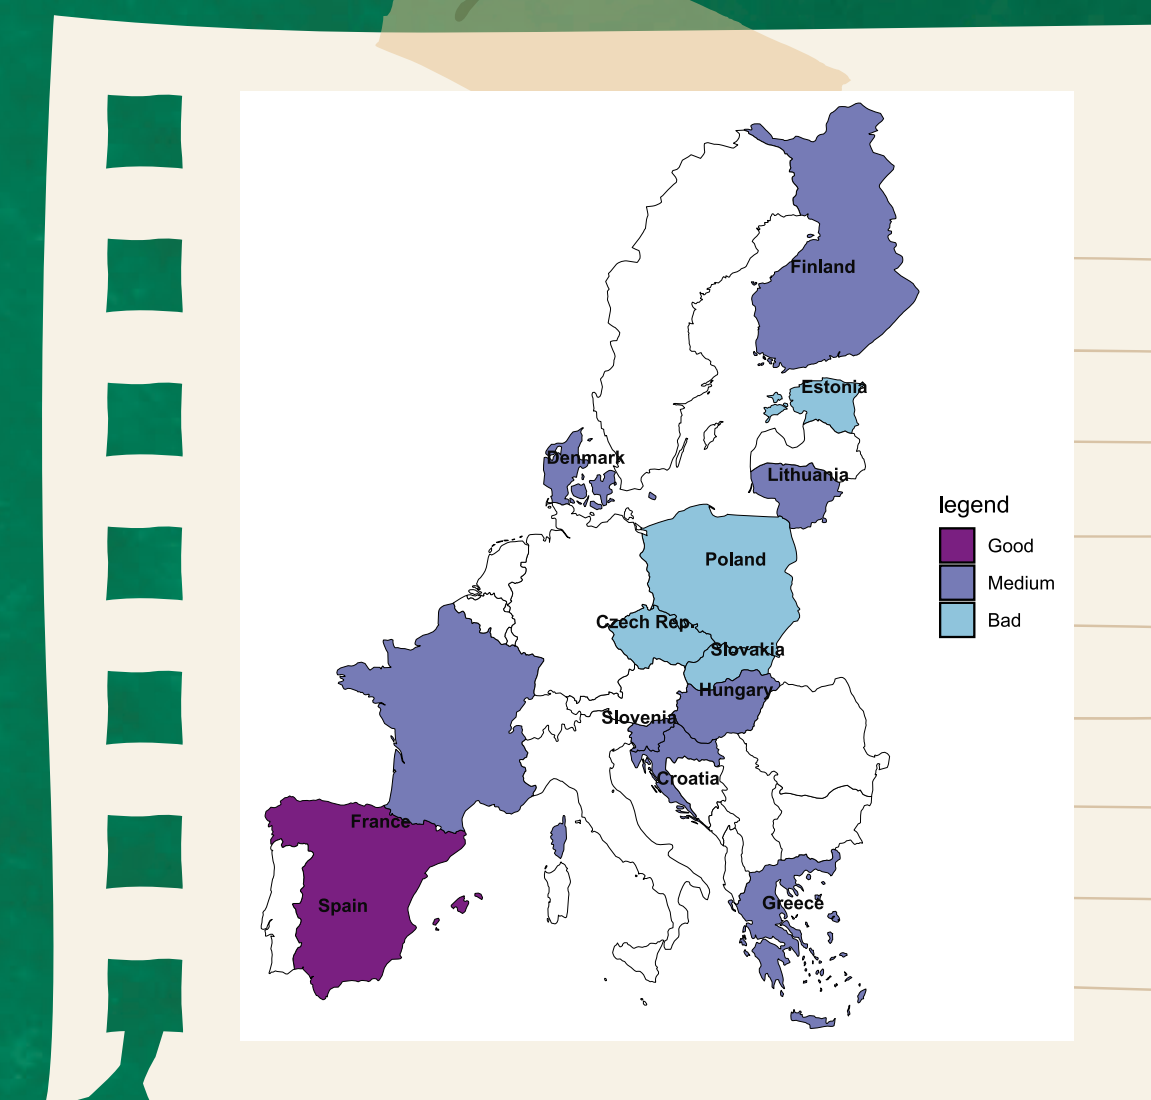 Finland
Estonia
Denmark
Lithuania
legend
Good
Medium
Bad
Poland
Czech Rep.
Slovakia
Hungary
Slovenia
Croatia
France
Spain
Greece